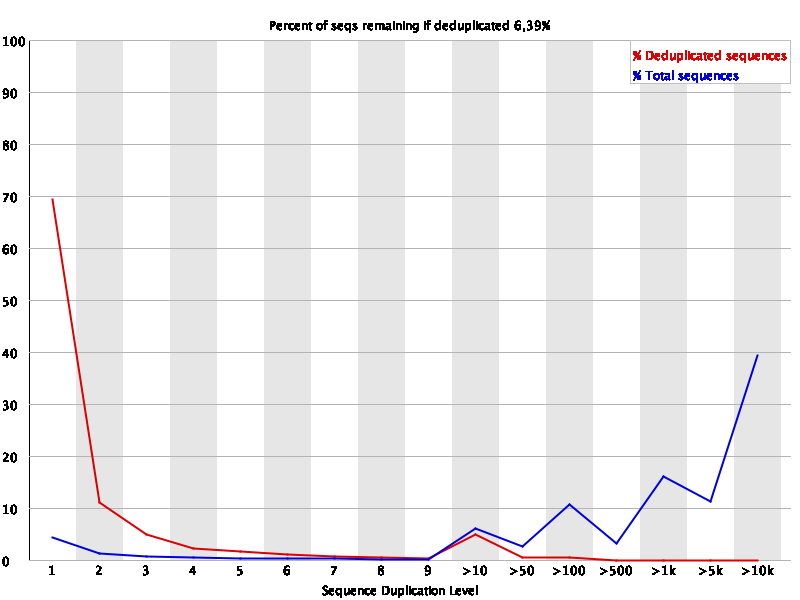 Percent of seqs remaining if deduplicated 6,39%
% Deduplicated sequences
% Total sequences
100
90
80
70
60
50
40
30
20
10
0
1 2 3 4 5 6 7 8 9 >10 >50 >100 >500 >1k >5k >10k
Sequence Duplication Level